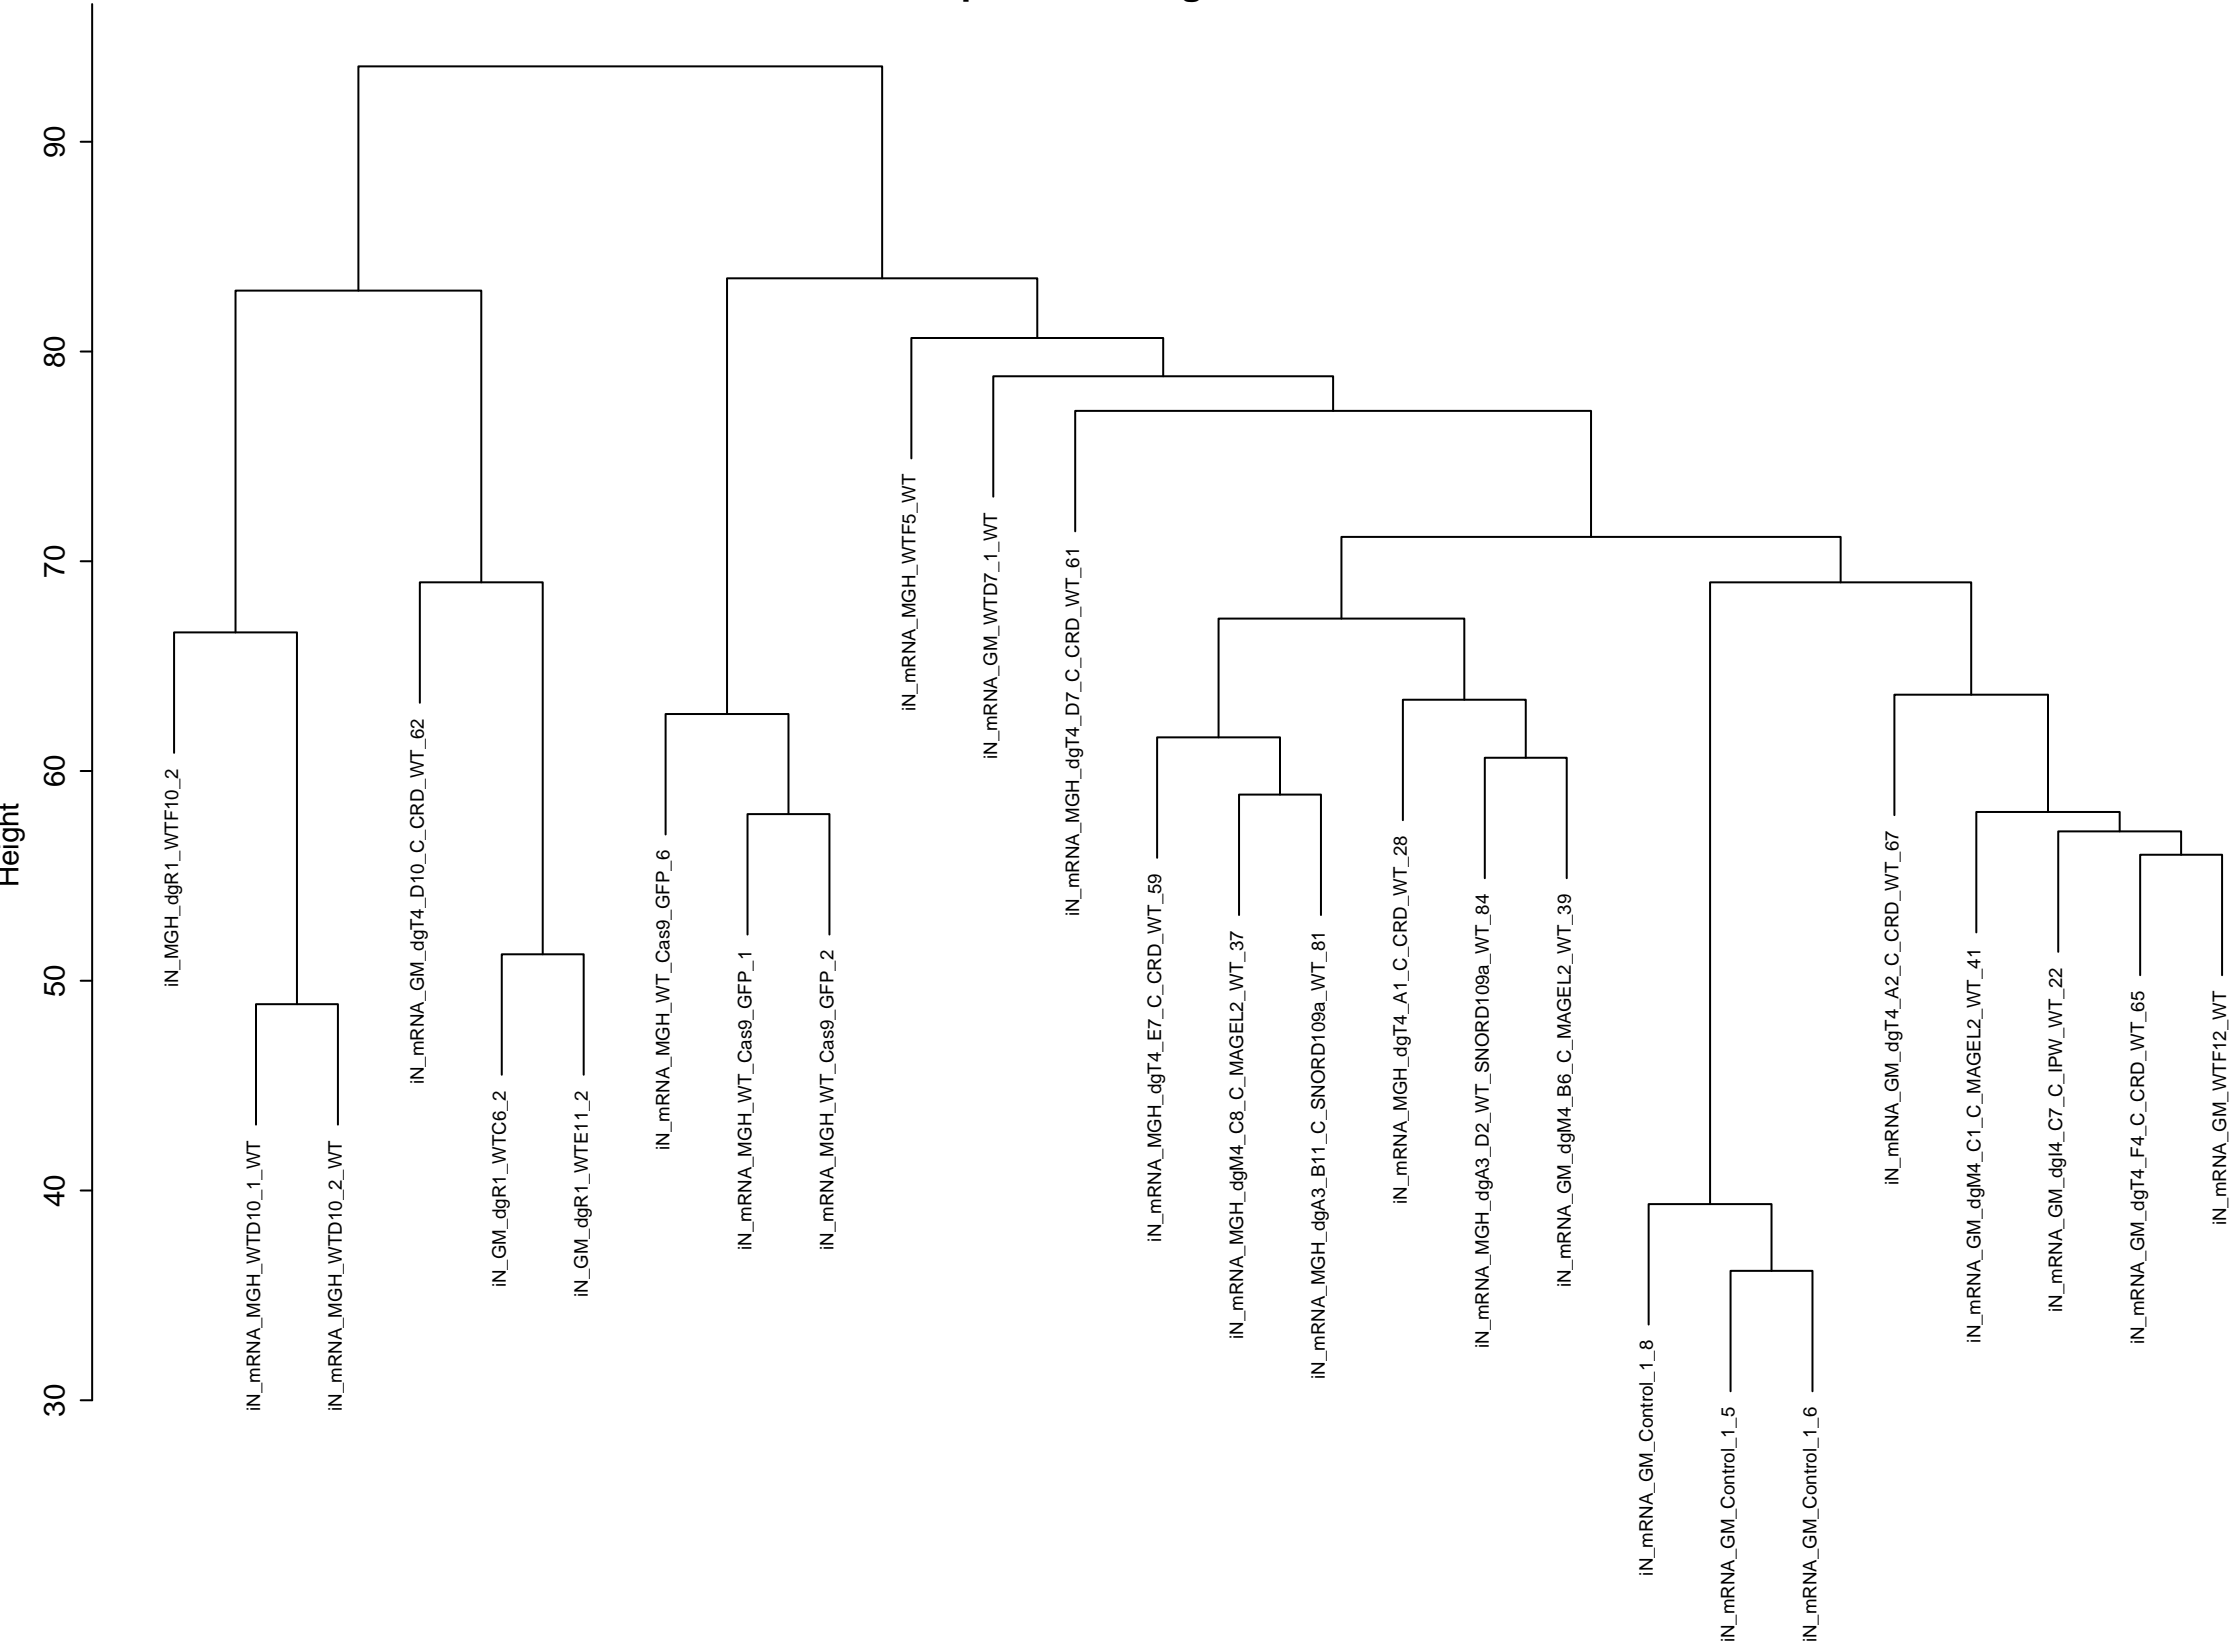 Height
90
80
70
60
50
40
30
iN_MGH_dgR1_WTF10_2
iN_mRNA_MGH_WTD10_1_WT
iN_mRNA_MGH_WTD10_2_WT
iN_mRNA_GM_dgT4_D10_C_CRD_WT_62
iN_GM_dgR1_WTC6_2
iN_GM_dgR1_WTE11_2
iN_mRNA_MGH_WT_Cas9_GFP_6
iN_mRNA_MGH_WT_Cas9_GFP_1
iN_mRNA_MGH_WT_Cas9_GFP_2
iN_mRNA_MGH_WTF5_WT
iN_mRNA_GM_WTD7_1_WT
iN_mRNA_MGH_dgT4_D7_C_CRD_WT_61
iN_mRNA_MGH_dgT4_E7_C_CRD_WT_59
iN_mRNA_MGH_dgM4_C8_C_MAGEL2_WT_37
iN_mRNA_MGH_dgA3_B11_C_SNORD109a_WT_81
iN_mRNA_MGH_dgT4_A1_C_CRD_WT_28
iN_mRNA_MGH_dgA3_D2_WT_SNORD109a_WT_84
iN_mRNA_GM_dgM4_B6_C_MAGEL2_WT_39
iN_mRNA_GM_Control_1_8
iN_mRNA_GM_Control_1_5
iN_mRNA_GM_Control_1_6
iN_mRNA_GM_dgT4_A2_C_CRD_WT_67
iN_mRNA_GM_dgM4_C1_C_MAGEL2_WT_41
iN_mRNA_GM_dgI4_C7_C_IPW_WT_22
iN_mRNA_GM_dgT4_F4_C_CRD_WT_65
iN_mRNA_GM_WTF12_WT